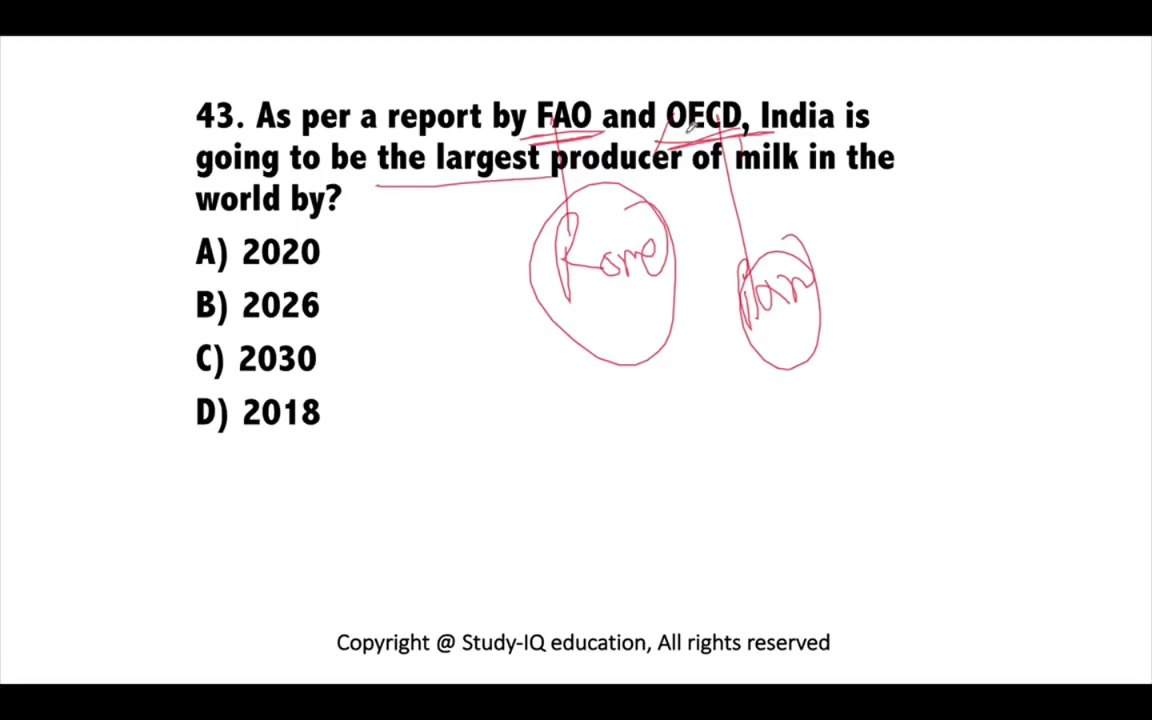 43. As per a report by FAO and OECD, India is
going to be the largest producer of milk in the
world by?
Rome
Paris
A) 2020
B) 2026
C) 2030
D) 2018
Copyright @ Study-IQ education, All rights reserved